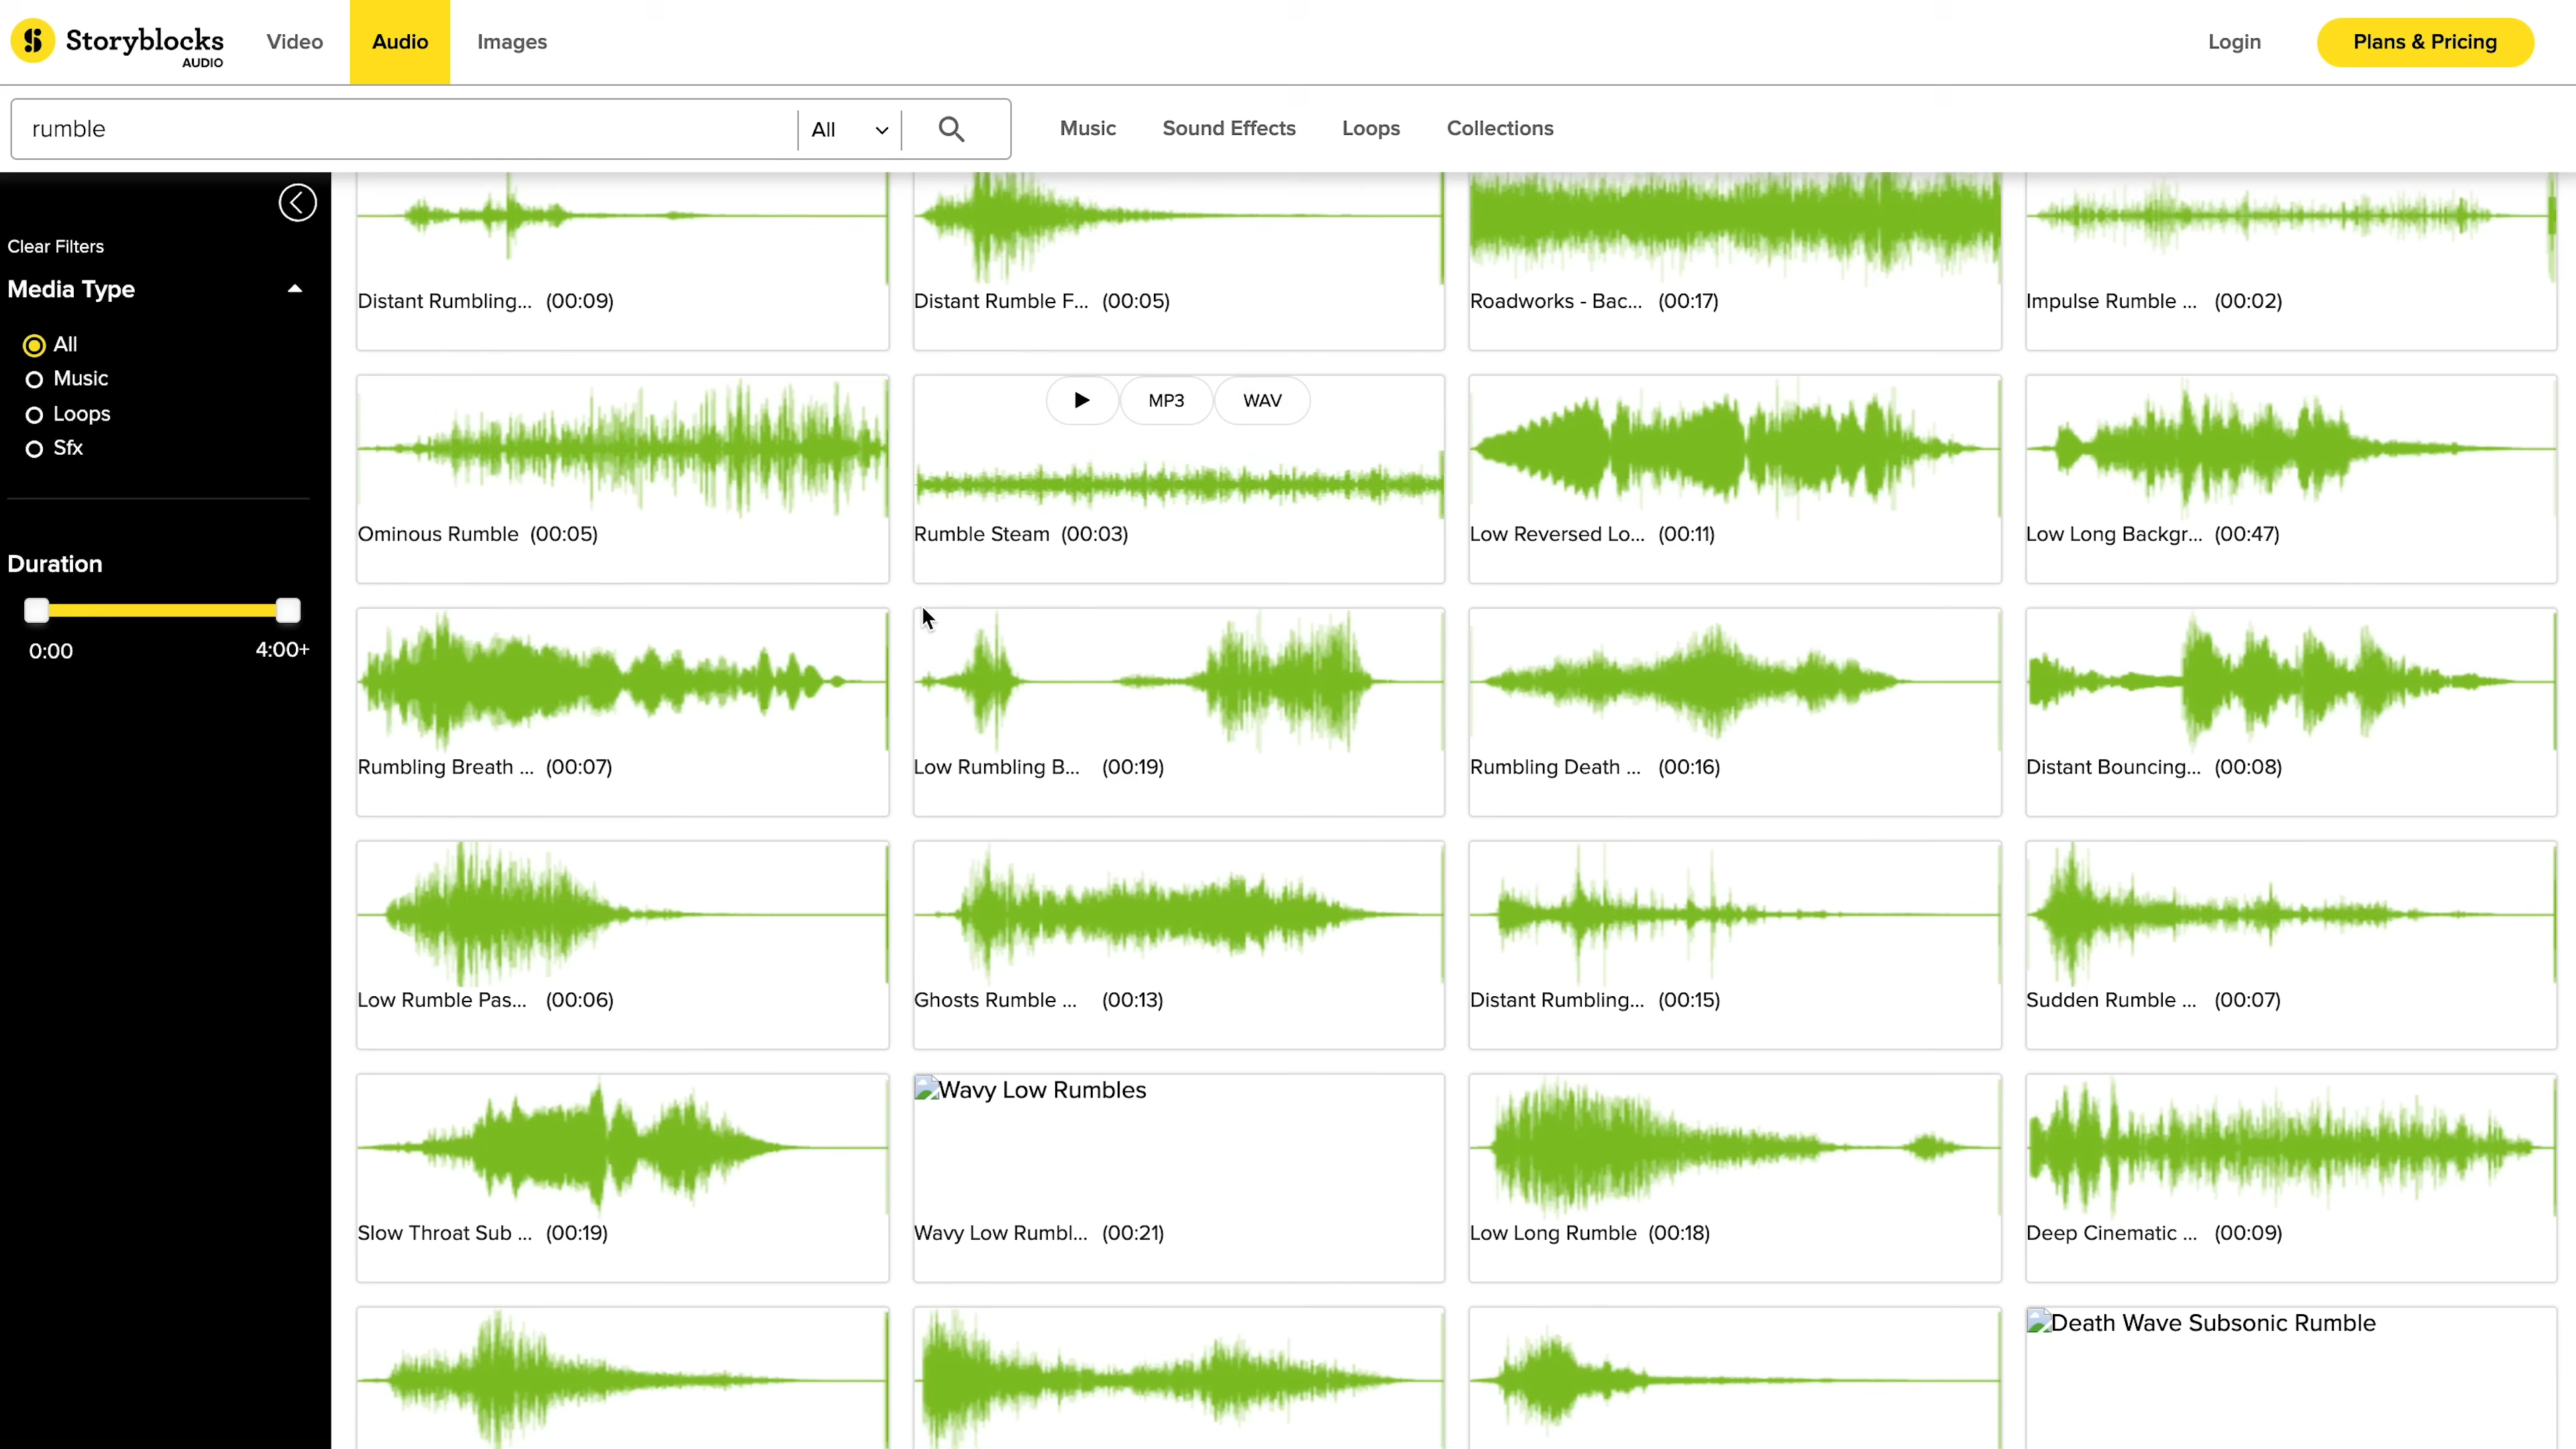 Storyblocks
AUDIO
Video
Audio
Images
Login
Plans & Pricing
rumble
All
Music
Sound Effects
Loops
Collections
Clear Filters
Media Type
All
Music
Loops
Sfx
Duration
0:00
4:00+
Distant Rumbling... (00:09)
Distant Rumble F... (00:05)
Roadworks - Bac... (00:17)
Impulse Rumble ... (00:02)
MP3
WAV
Ominous Rumble (00:05)
Rumble Steam (00:03)
Low Reversed Lo... (00:11)
Low Long Backgr... (00:47)
Rumbling Breath ... (00:07)
Low Rumbling B... (00:19)
Rumbling Death ... (00:16)
Distant Bouncing... (00:08)
Low Rumble Pas... (00:06)
Ghosts Rumble ... (00:13)
Distant Rumbling... (00:15)
Sudden Rumble ... (00:07)
Wavy Low Rumbles
Slow Throat Sub ... (00:19)
Wavy Low Rumbl... (00:21)
Low Long Rumble (00:18)
Deep Cinematic ... (00:09)
Death Wave Subsonic Rumble